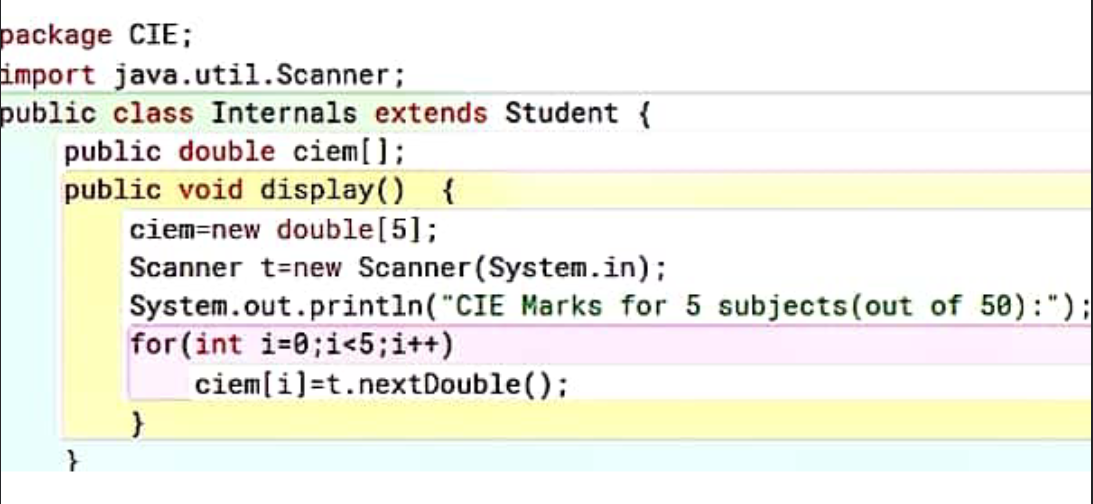 package CIE;
import java.util.Scanner;
public class Internals extends Student {
public double ciem[];
public void display() {
ciem=new double[5];
Scanner t=new Scanner(System.in);
System.out.println("CIE Marks for 5 subjects(out of 50):");
for(int i=0;i<5;i++)
ciem[i]=t.nextDouble();
}
}